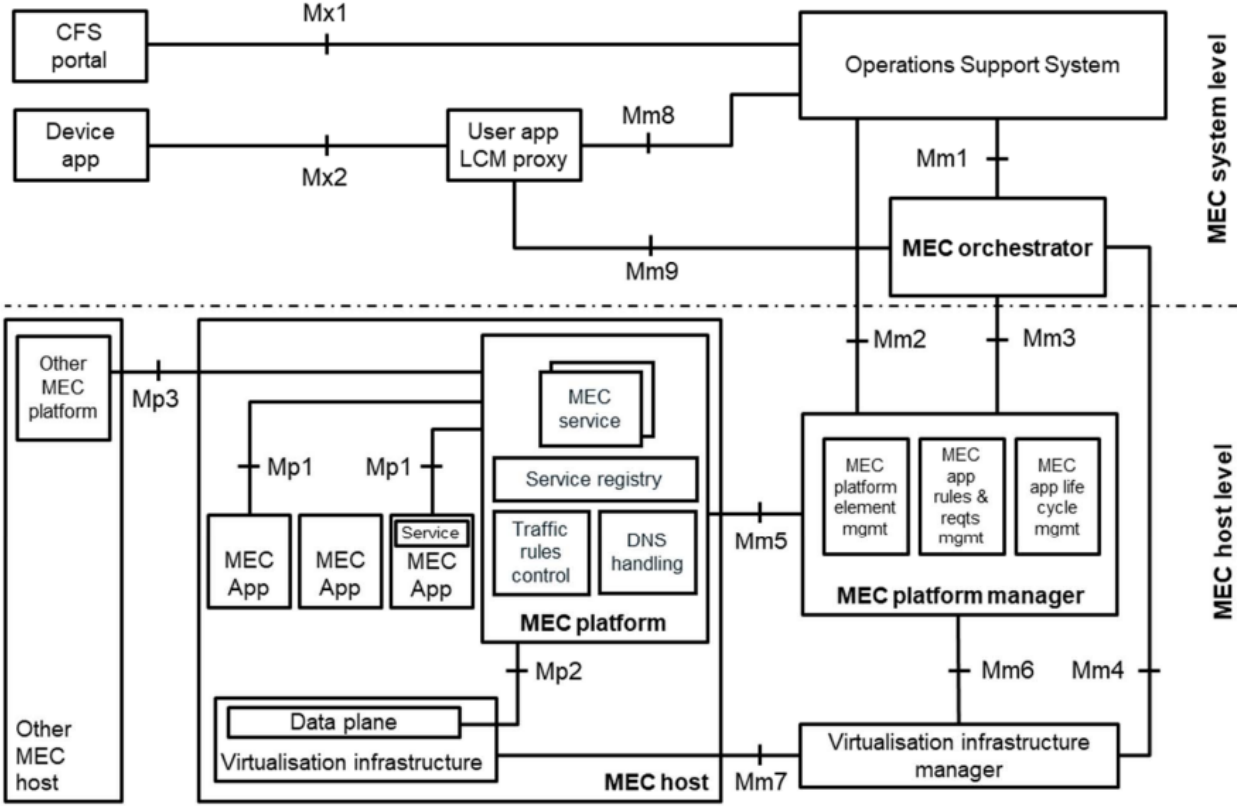 Mx1
CFS
portal
Operations Support System
Device
app
User app
LCM proxy
Mm8
Mx2
Mm1
MEC orchestrator
Mm9
MEC system level
Mm2
Mm3
Other
MEC
platform
Mp3
MEC
service
Mp1
Mp1
Service registry
Service
MEC
App
MEC
App
MEC
App
Traffic
rules
control
DNS
handling
MEC platform
Mm5
MEC
platform
element
mgmt
MEC
app
rules &
reqts
mgmt
MEC
app life
cycle
mgmt
MEC platform manager
MEC host level
Mp2
Mm6
Mm4
Data plane
Virtualisation infrastructure
MEC host
Mm7
Virtualisation infrastructure
manager
Other
MEC
host